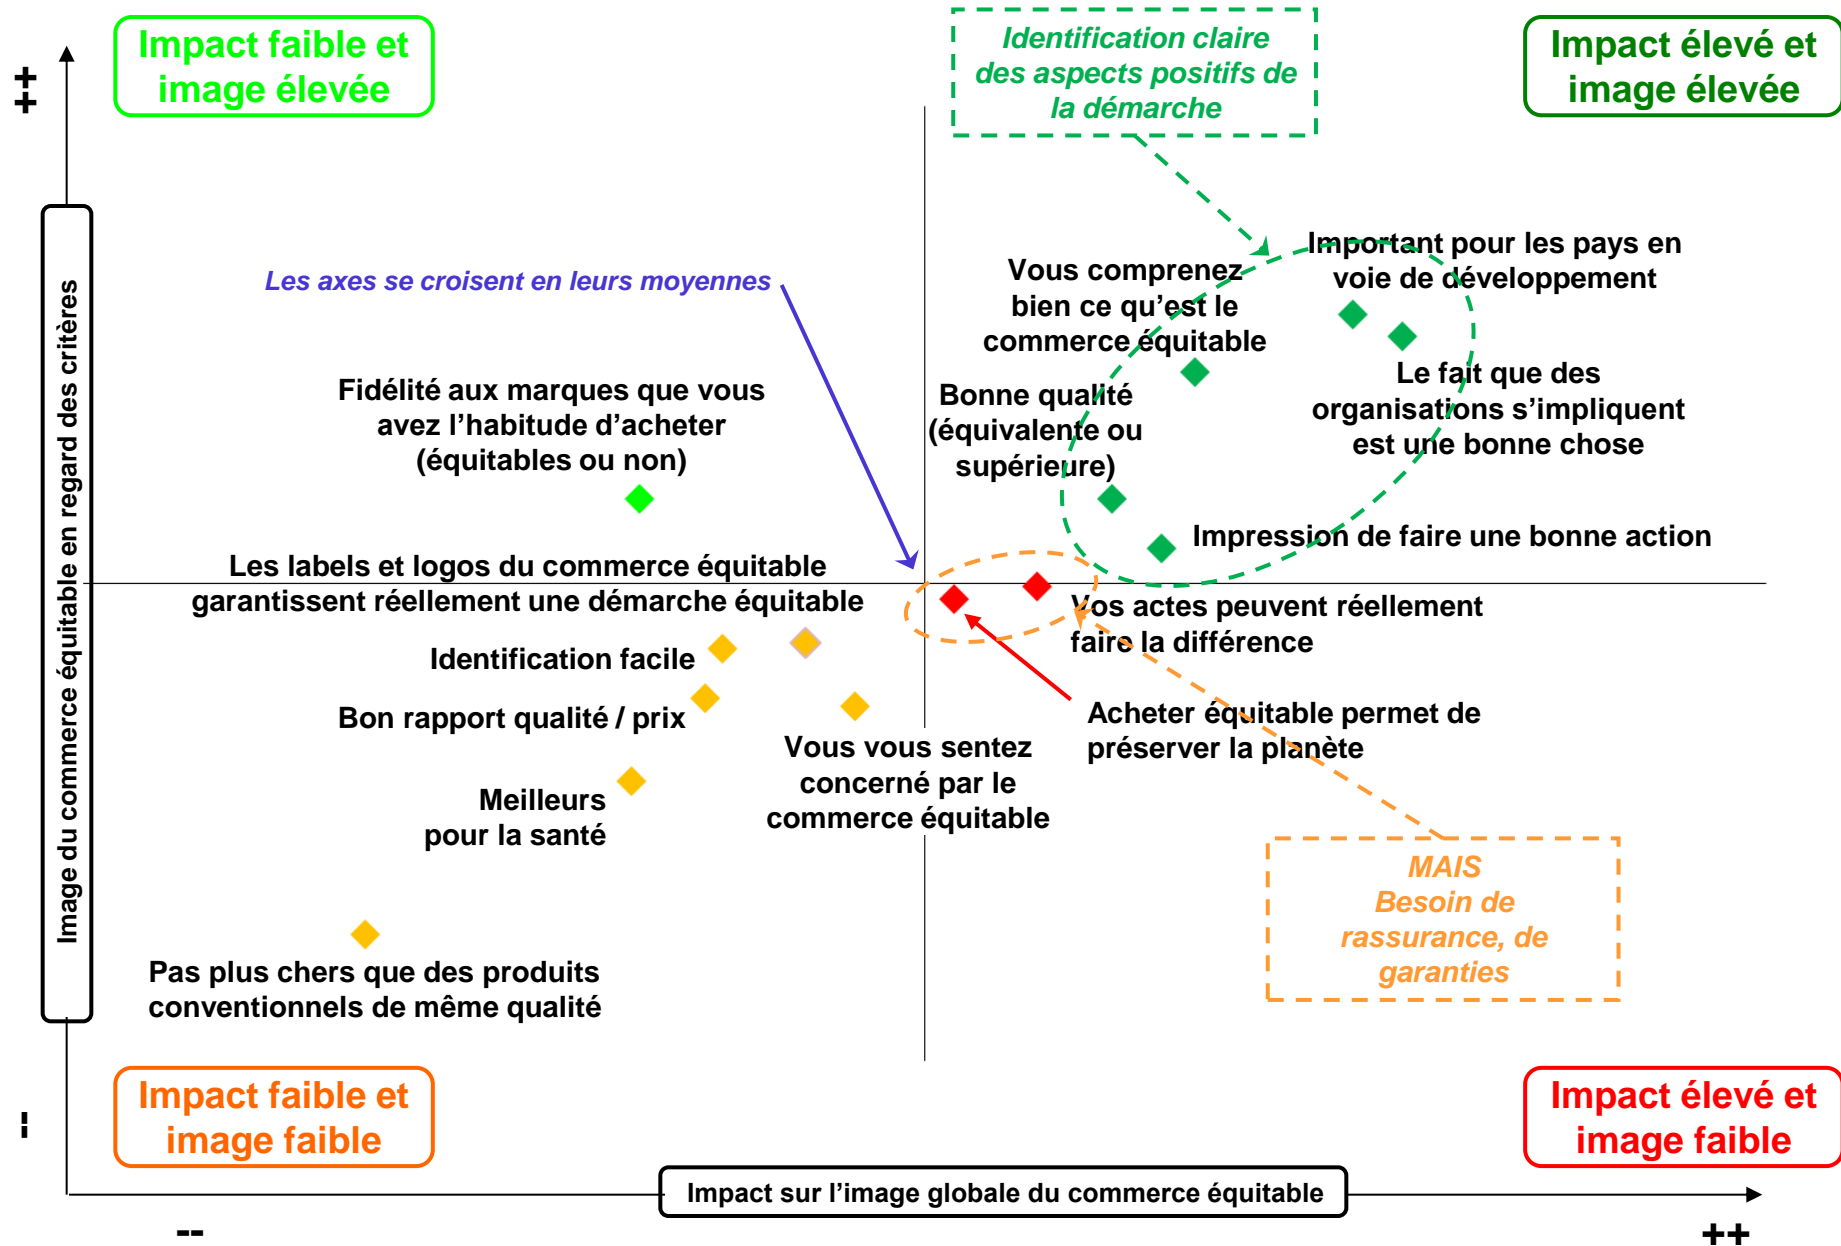 Impact faible et
image élevée
Identification claire
des aspects positifs de
la démarche
Impact élevé et
image élevée
++
Image du commerce équitable en regard des critères
Les axes se croisent en leurs moyennes
Vous comprenez
bien ce qu’est le
commerce équitable
Important pour les pays en
voie de développement
Fidélité aux marques que vous
avez l’habitude d’acheter
(équitables ou non)
Bonne qualité
(équivalente ou
supérieure)
Le fait que des
organisations s’impliquent
est une bonne chose
Impression de faire une bonne action
Les labels et logos du commerce équitable
garantissent réellement une démarche équitable
Vos actes peuvent réellement
faire la différence
Identification facile
Bon rapport qualité / prix
Acheter équitable permet de
préserver la planète
Vous vous sentez
concerné par le
commerce équitable
Meilleurs
pour la santé
MAIS
Besoin de
rassurance, de
garanties
Pas plus chers que des produits
conventionnels de même qualité
--
Impact faible et
image faible
Impact élevé et
image faible
Impact sur l’image globale du commerce équitable
--
++